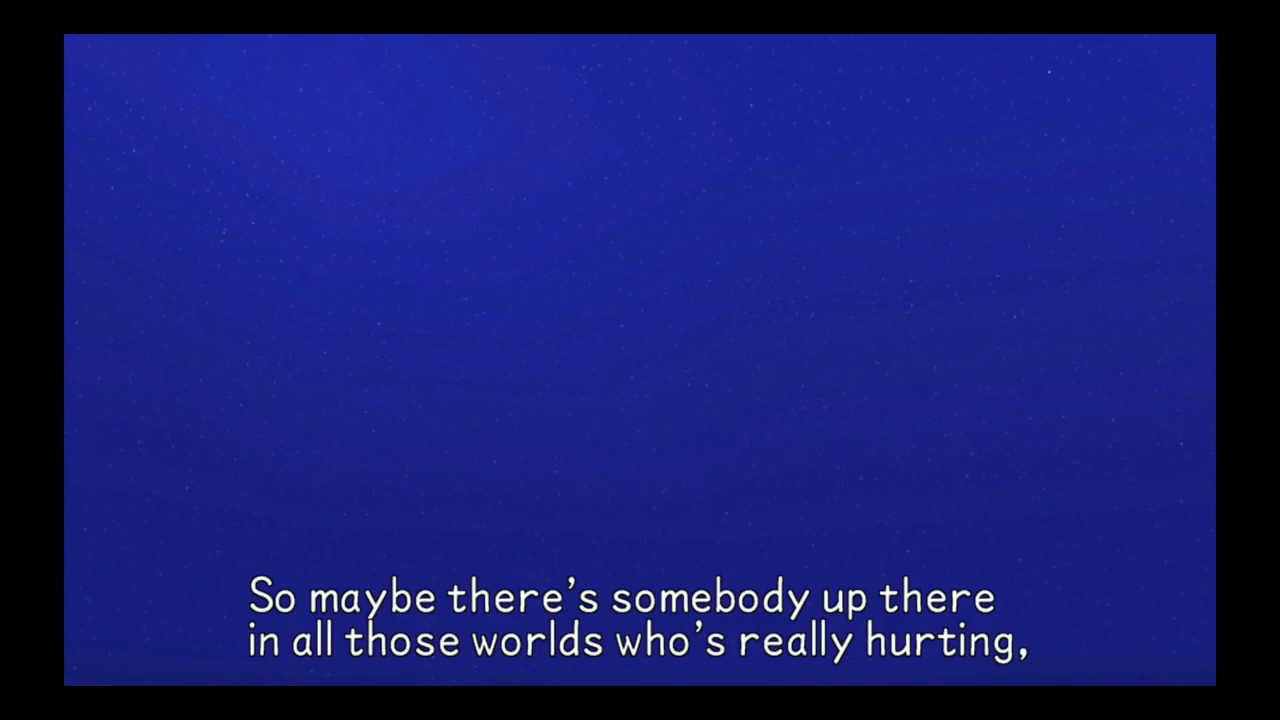 So maybe there's somebody up there
in all those worlds who's really hurting,